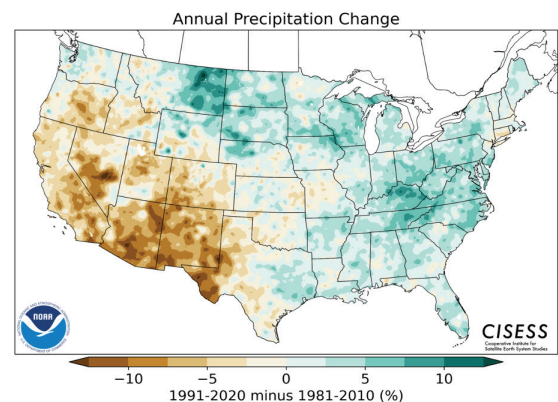 Annual Precipitation Change
NOAA
CISESS
Cooperative Institute for
Satellite Earth System Studies
−10 −5 0 5 10
1991-2020 minus 1981-2010 (%)